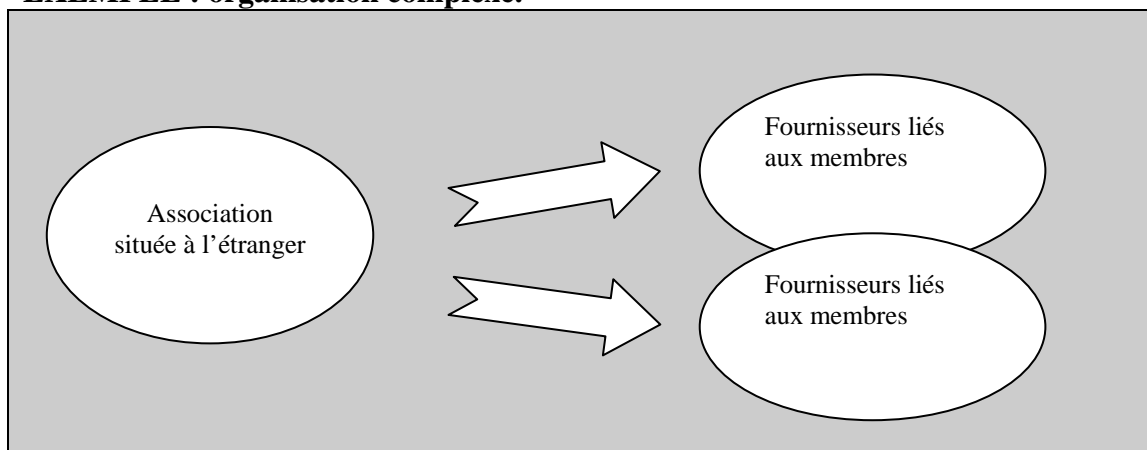 EXEMPLE : organisation complexe.
Association
située à l’étranger
Fournisseurs liés
aux membres
Fournisseurs liés
aux membres